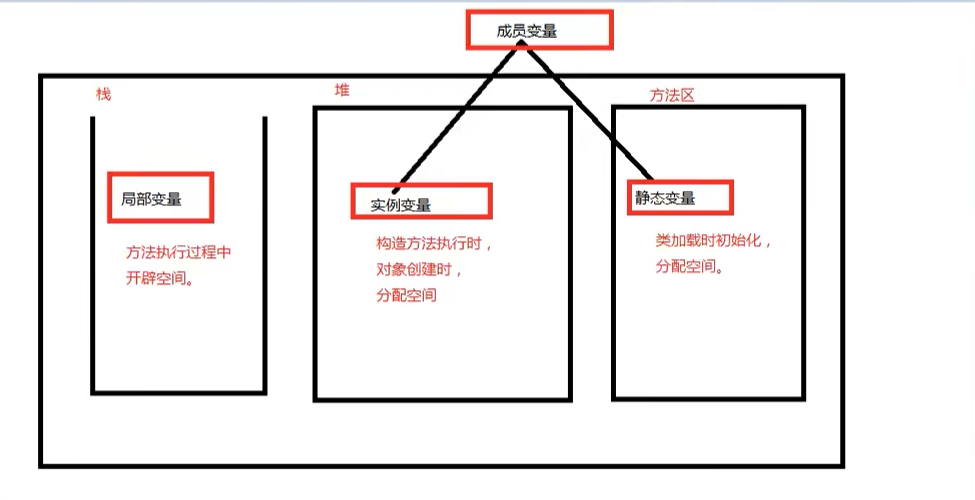 成员变量
栈
堆
方法区
局部变量
方法执行过程中
开辟空间。
实例变量
构造方法执行时，
对象创建时，
分配空间
静态变量
类加载时初始化，
分配空间。